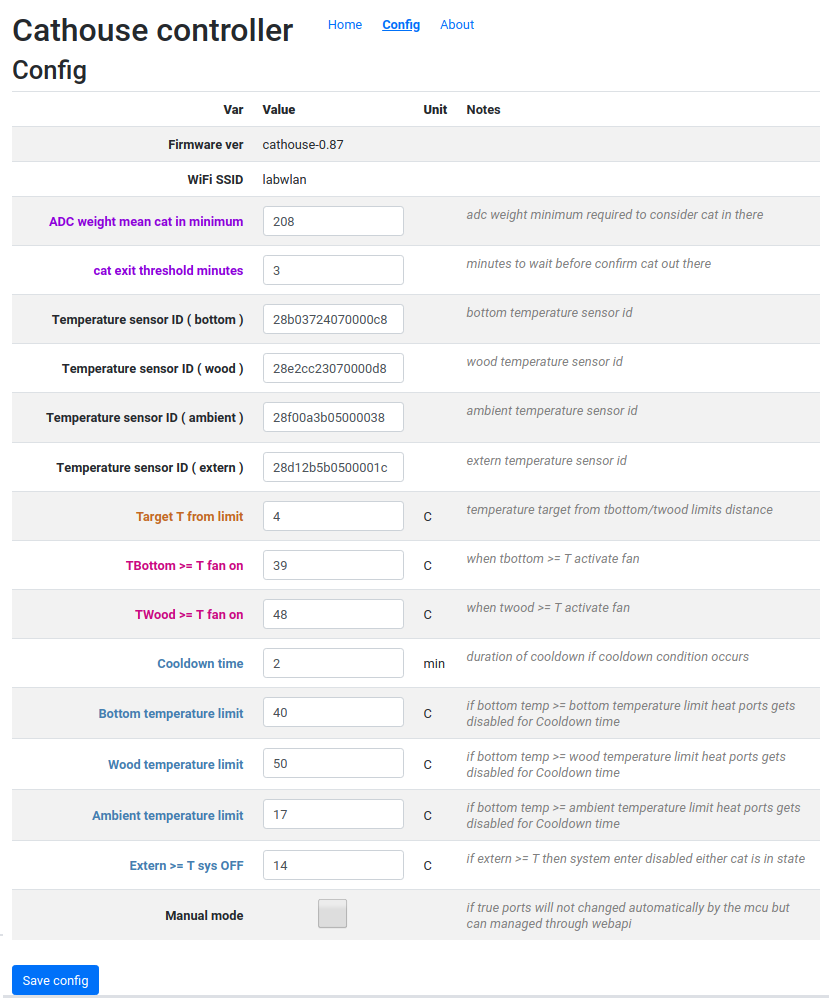 Cathouse controller Home Config About
Config
Var Value Unit Notes
Firmware ver cathouse-0.87
WiFi SSID labwlan
ADC weight mean cat in minimum 208 adc weight minimum required to consider cat in there
cat exit threshold minutes 3 minutes to wait before confirm cat out there
Temperature sensor ID ( bottom ) 28b03724070000c8 bottom temperature sensor id
Temperature sensor ID ( wood ) 28e2cc23070000d8 wood temperature sensor id
Temperature sensor ID ( ambient ) 28f00a3b05000038 ambient temperature sensor id
Temperature sensor ID ( extern ) 28d12b5b0500001c extern temperature sensor id
Target T from limit 4 C temperature target from tbottom/twood limits distance
TBottom >= T fan on 39 C when tbottom >= T activate fan
TWood >= T fan on 48 C when twood >= T activate fan
Cooldown time 2 min duration of cooldown if cooldown condition occurs
Bottom temperature limit 40 C if bottom temp >= bottom temperature limit heat ports gets
disabled for Cooldown time
Wood temperature limit 50 C if bottom temp >= wood temperature limit heat ports gets
disabled for Cooldown time
Ambient temperature limit 17 C if bottom temp >= ambient temperature limit heat ports gets
disabled for Cooldown time
Extern >= T sys OFF 14 C if extern >= T then system enter disabled either cat is in state
Manual mode if true ports will not changed automatically by the mcu but
can managed through webapi
Save config